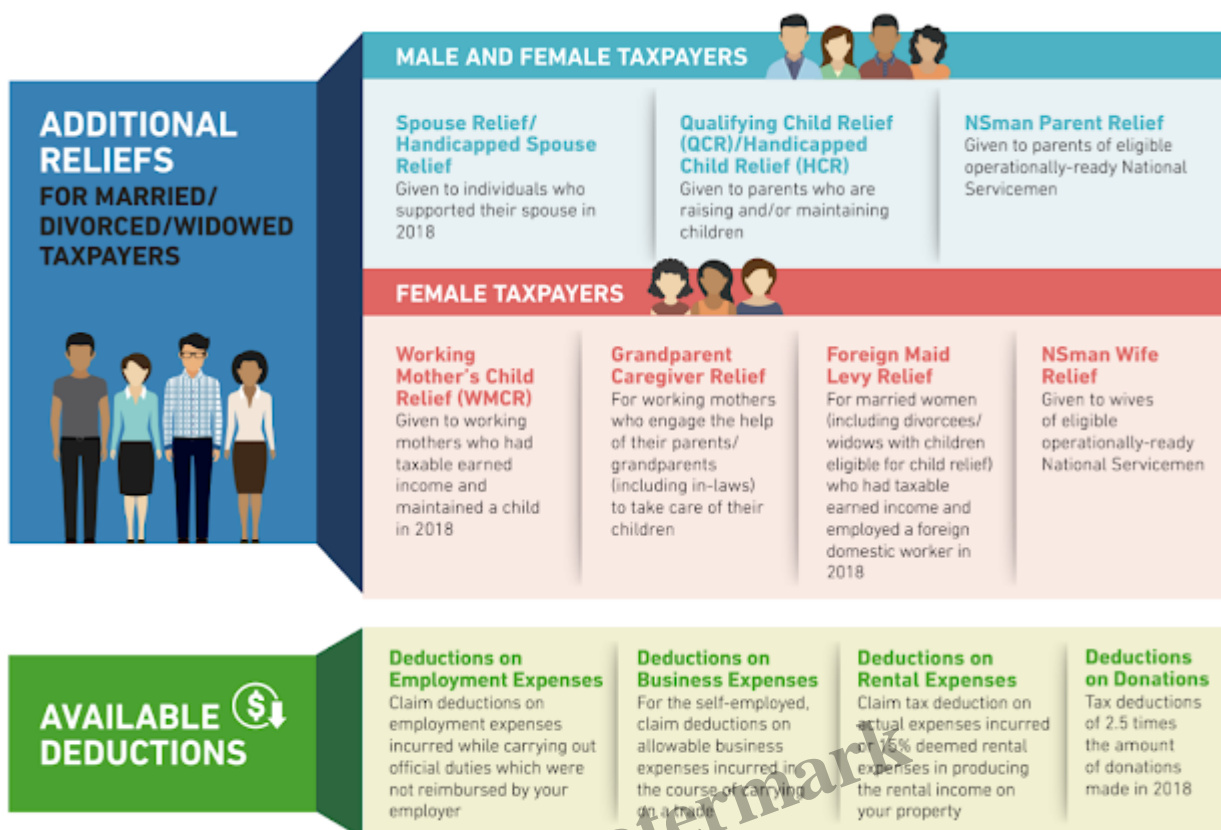 MALE AND FEMALE TAXPAYERS
ADDITIONAL
RELIEFS
FOR MARRIED/
DIVORCED/WIDOWED
TAXPAYERS
Spouse Relief/
Handicapped Spouse
Relief
Given to individuals who
supported their spouse in
2018
Qualifying Child Relief
(QCR)/Handicapped
Child Relief (HCR)
Given to parents who are
raising and/or maintaining
children
NSman Parent Relief
Given to parents of eligible
operationally-ready National
Servicemen
FEMALE TAXPAYERS
Working
Mother's Child
Relief (WMCR)
Given to working
mothers who had
taxable earned
income and
maintained a child
in 2018
Grandparent
Caregiver Relief
For working mothers
who engage the help
of their parents/
grandparents
(including in-laws)
to take care of their
children
Foreign Maid
Levy Relief
For married women
(including divorcees/
widows with children
eligible for child relief)
who had taxable
earned income and
employed a foreign
domestic worker in
2018
NSman Wife
Relief
Given to wives
of eligible
operationally-ready
National Servicemen
AVAILABLE $
DEDUCTIONS
Deductions on
Employment Expenses
Claim deductions on
employment expenses
incurred while carrying out
official duties which were
not reimbursed by your
employer
Deductions on
Business Expenses
For the self-employed,
claim deductions on
allowable business
expenses incurred in
the course of carrying
on a trade
Deductions on
Rental Expenses
Claim tax deduction on
actual expenses incurred
or 15% deemed rental
expenses in producing
the rental income on
your property
Deductions
on Donations
Tax deductions
of 2.5 times
the amount
of donations
made in 2018